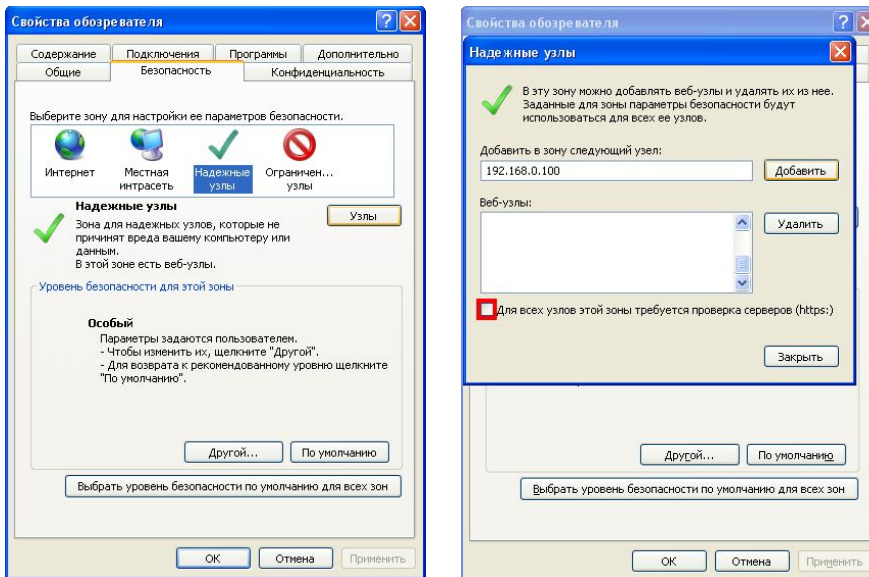 Свойства обозревателя
Содержание
Подключения
Программы
Дополнительно
Общие
Безопасность
Конфиденциальность
Выберите зону для настройки ее параметров безопасности.
Интернет
Местная
интрасеть
Надежные
узлы
Ограничен...
узлы
Надежные узлы
Узлы
Зона для надежных узлов, которые не
причинят вреда вашему компьютеру или
данным.
В этой зоне есть веб-узлы.
Уровень безопасности для этой зоны
Особый
Параметры задаются пользователем.
- Чтобы изменить их, щелкните "Другой".
- Для возврата к рекомендованному уровню щелкните
"По умолчанию".
Другой...
По умолчанию
Выбрать уровень безопасности по умолчанию для всех зон
OK
Отмена
Применить
Свойства обозревателя
Надежные узлы
В эту зону можно добавлять веб-узлы и удалять их из нее.
Заданные для зоны параметры безопасности будут
использоваться для всех ее узлов.
Добавить в зону следующий узел:
192.168.0.100
Добавить
Веб-узлы:
Удалить
Для всех узлов этой зоны требуется проверка серверов (https:)
Закрыть
Другой...
По умолчанию
Выбрать уровень безопасности по умолчанию для всех зон
OK
Отмена
Применить